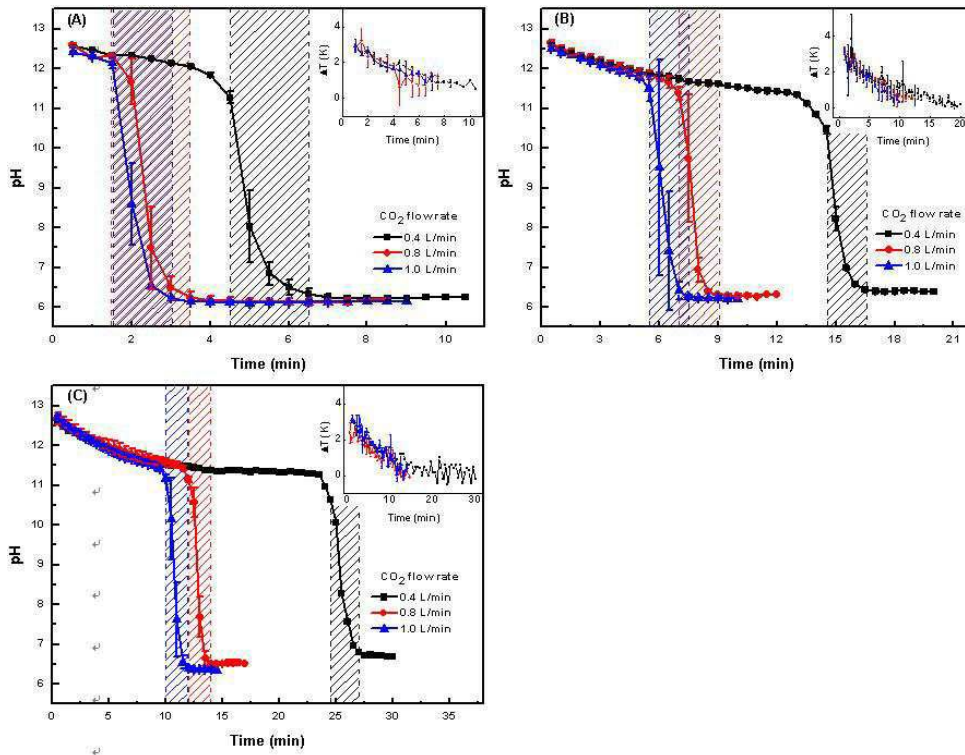 (A)
13.5
13
12
11
10
9
8
7
6
pH
2
4
6
8
10
Time (min)
CO2 flow rate
0.4 L/min
0.8 L/min
1.0 L/min
4
2
0
▲T (K)
0 2 4 6 8 10
Time (min)
(B)
13
12
11
10
9
8
7
6
pH
0 3 6 9 12 15 18 21
Time (min)
CO2 flow rate
0.4 L/min
0.8 L/min
1.0 L/min
4
2
0
▲T (K)
0 5 10 15 20
Time (min)
(C)
13
12
11
10
9
8
7
6
pH
0 5 10 15 20 25 30 35
Time (min)
CO2 flow rate
0.4 L/min
0.8 L/min
1.0 L/min
4
2
0
▲T (K)
0 10 20 30
Time (min)